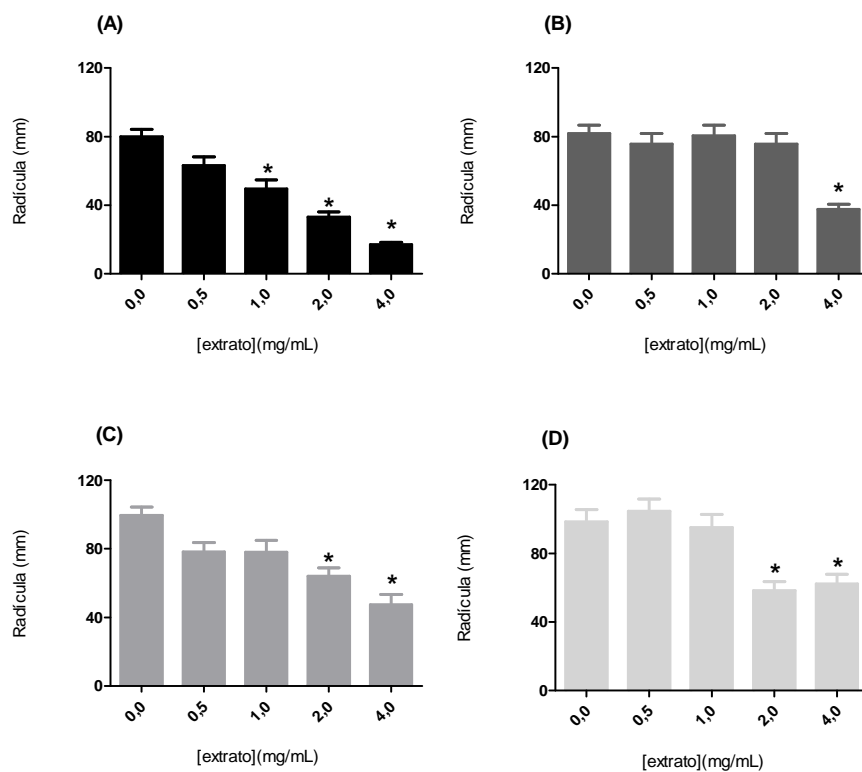 (A)
120
80
40
0
Radícula (mm)
*
*
*
0,0 0,5 1,0 2,0 4,0
[extrato](mg/mL)
(B)
120
80
40
0
Radícula (mm)
*
0,0 0,5 1,0 2,0 4,0
[extrato](mg/mL)
(C)
120
80
40
0
Radícula (mm)
*
*
0,0 0,5 1,0 2,0 4,0
[extrato](mg/mL)
(D)
120
80
40
0
Radícula (mm)
* *
0,0 0,5 1,0 2,0 4,0
[extrato](mg/mL)